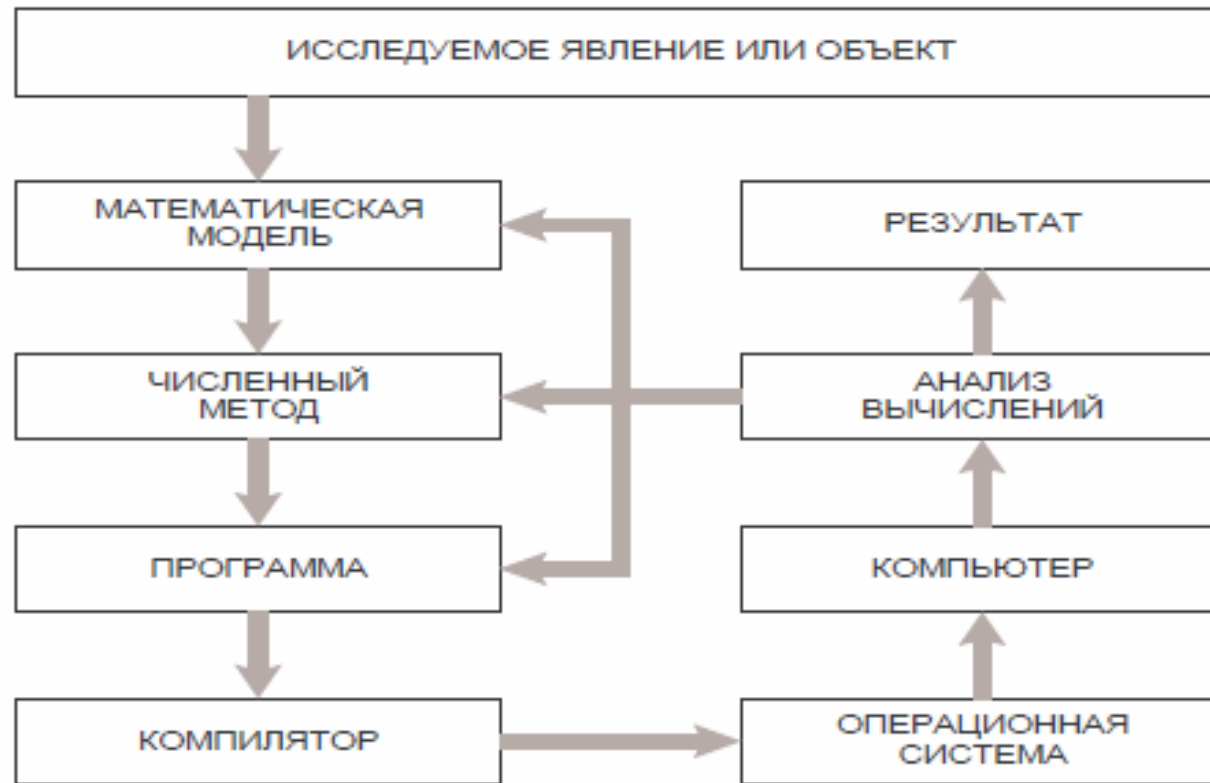 ИССЛЕДУЕМОЕ ЯВЛЕНИЕ ИЛИ ОБЪЕКТ
МАТЕМАТИЧЕСКАЯ
МОДЕЛЬ
РЕЗУЛЬТАТ
ЧИСЛЕННЫЙ
МЕТОД
АНАЛИЗ
ВЫЧИСЛЕНИЙ
ПРОГРАММА
КОМПЬЮТЕР
КОМПИЛЯТОР
ОПЕРАЦИОННАЯ
СИСТЕМА